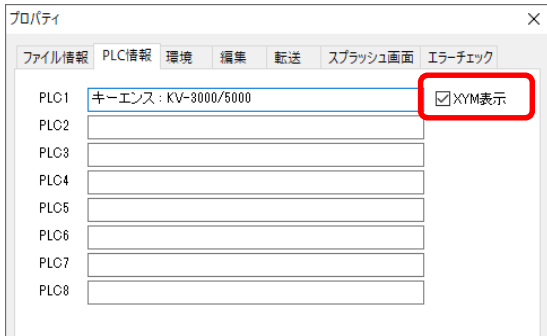 プロパティ
ファイル情報 PLC情報 環境 編集 転送 スプラッシュ画面 エラーチェック
PLC1 キーエンス：KV-3000/5000 XYM表示
PLC2
PLC3
PLC4
PLC5
PLC6
PLC7
PLC8